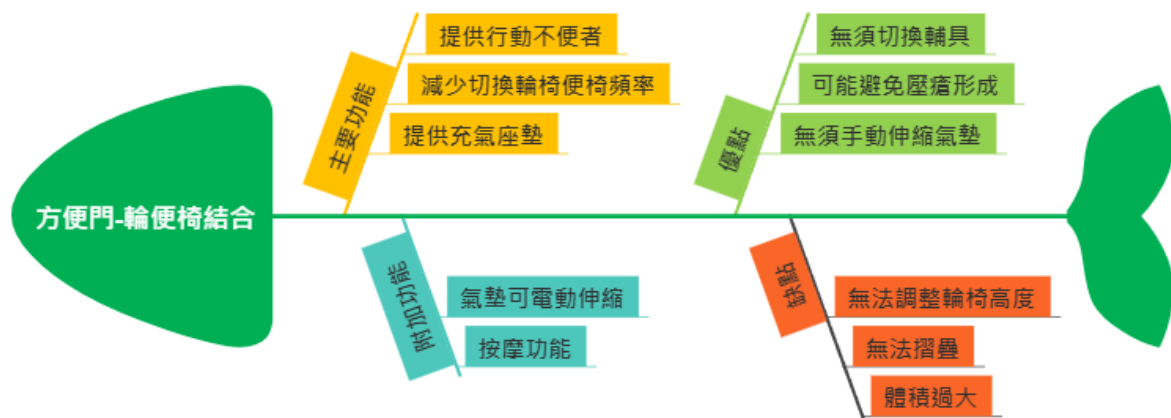 方便門-輪便椅結合
主要功能
提供行動不便者
減少切換輪椅便椅頻率
提供充氣座墊
優點
無須切換輔具
可能避免壓瘡形成
無須手動伸縮氣墊
附加功能
氣墊可電動伸縮
按摩功能
缺點
無法調整輪椅高度
無法摺疊
體積過大